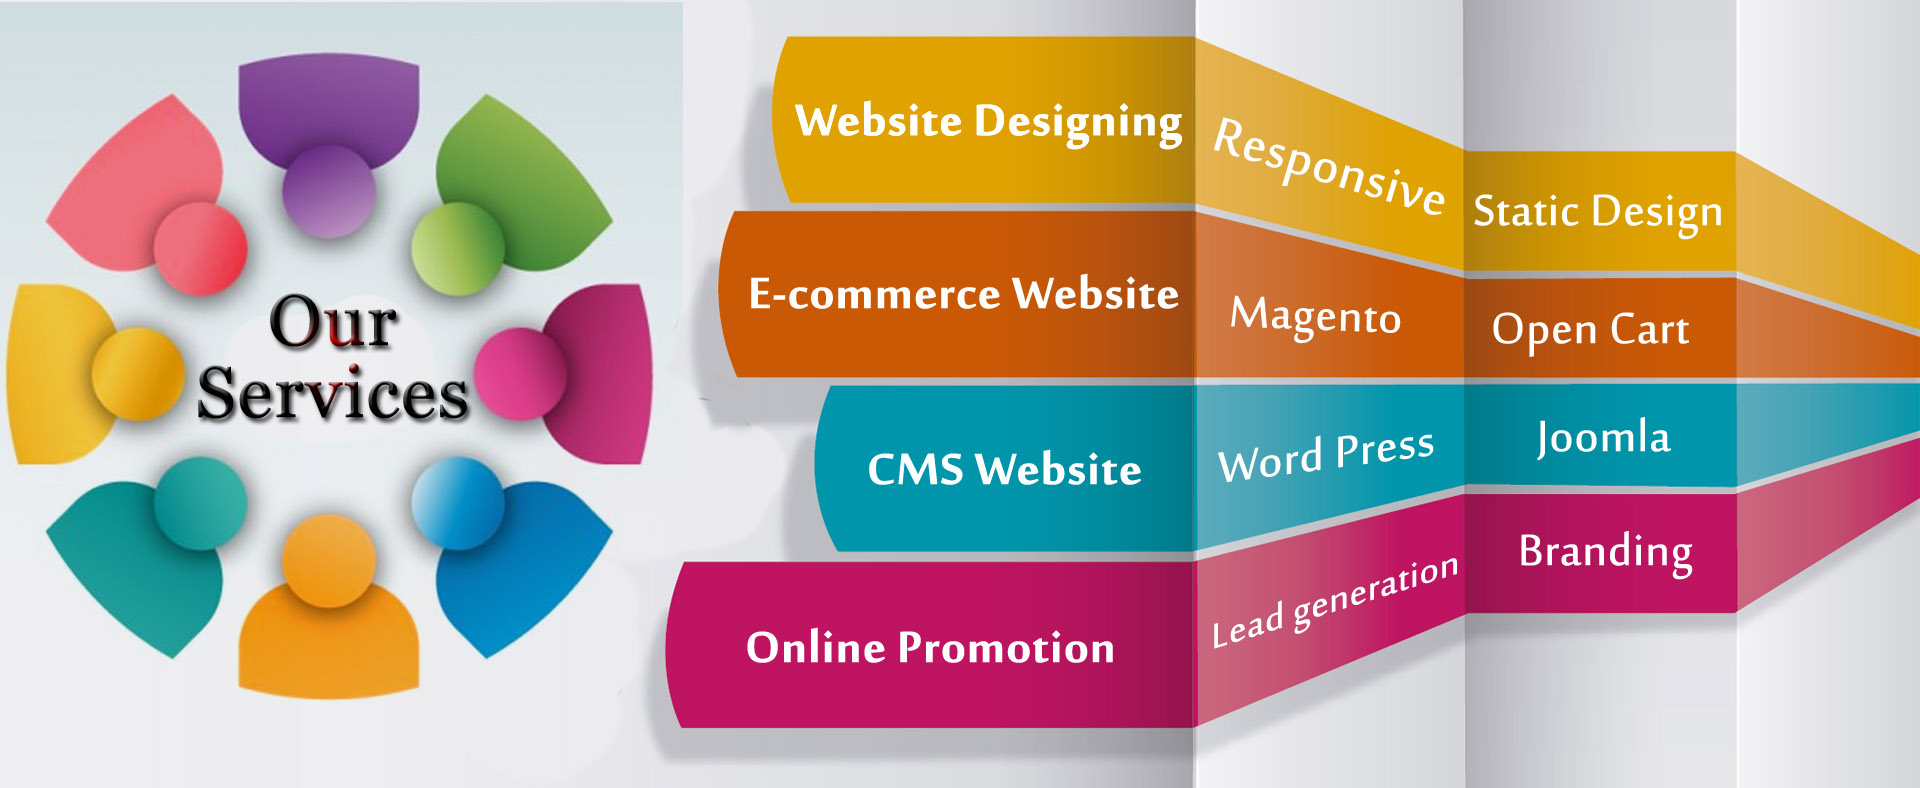 Our
Services
Website Designing
Responsive
Static Design
E-commerce Website
Magento
Open Cart
CMS Website
Word Press
Joomla
Online Promotion
Lead generation
Branding